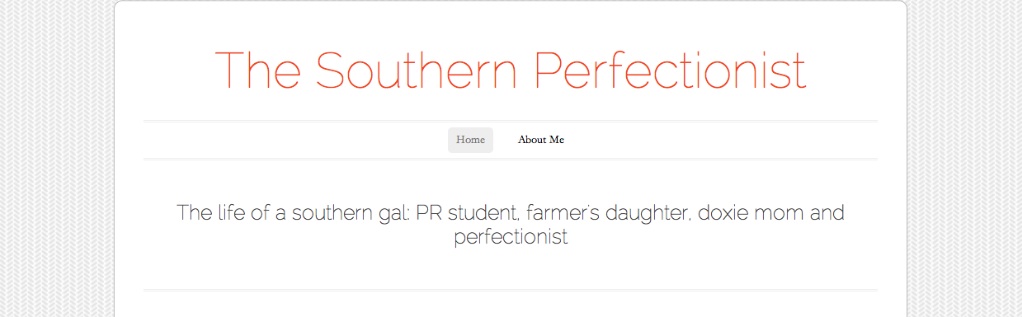 The Southern Perfectionist
Home About Me
The life of a southern gal: PR student, farmer's daughter, doxie mom and
perfectionist